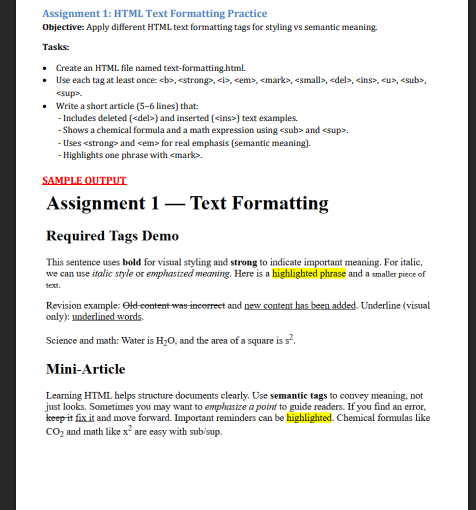 Assignment 1: HTML Text Formatting Practice
Objective: Apply different HTML text formatting tags for styling vs semantic meaning.
Tasks:
• Create an HTML file named text-formatting.html.
• Use each tag at least once: <b>, <strong>, <i>, <em>, <mark>, <small>, <del>, <ins>, <u>, <sub>,
<sup>.
• Write a short article (5–6 lines) that:
- Includes deleted (<del>) and inserted (<ins>) text examples.
- Shows a chemical formula and a math expression using <sub> and <sup>.
- Uses <strong> and <em> for real emphasis (semantic meaning).
- Highlights one phrase with <mark>.
SAMPLE OUTPUT
Assignment 1 — Text Formatting
Required Tags Demo
This sentence uses bold for visual styling and strong to indicate important meaning. For italic,
we can use italic style or emphasized meaning. Here is a highlighted phrase and a smaller piece of
text.
Revision example: Old content was incorrect and new content has been added. Underline (visual
only): underlined words.
Science and math: Water is H₂O, and the area of a square is s².
Mini-Article
Learning HTML helps structure documents clearly. Use semantic tags to convey meaning, not
just looks. Sometimes you may want to emphasize a point to guide readers. If you find an error,
keep it fix it and move forward. Important reminders can be highlighted. Chemical formulas like
CO₂ and math like x² are easy with sub/sup.